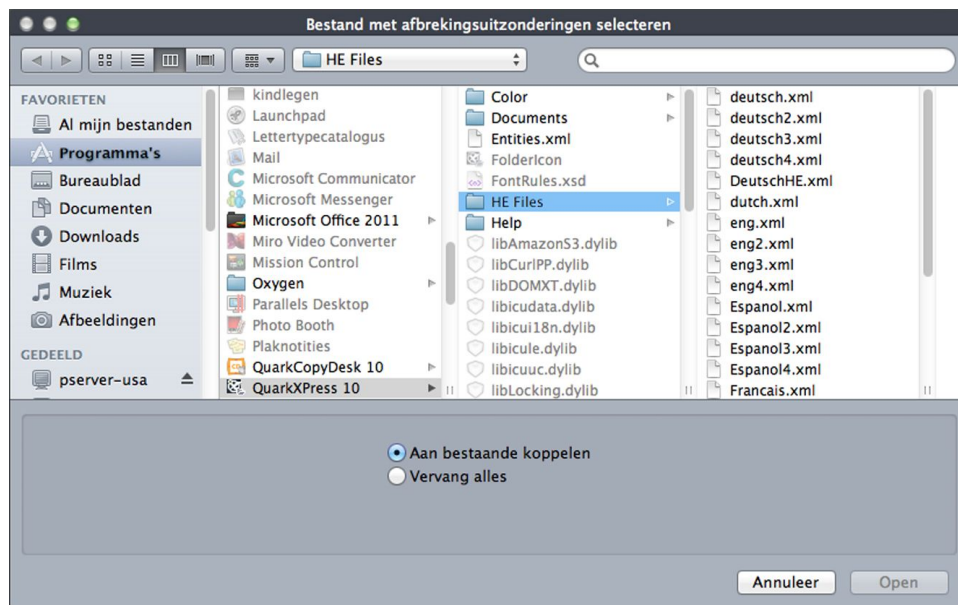 Bestand met afbrekingsuitzonderingen selecteren
HE Files
FAVORIETEN
Al mijn bestanden
Programma's
Bureaublad
Documenten
Downloads
Films
Muziek
Afbeeldingen
GEDEELD
pserver-usa
kindlegen
Launchpad
Lettertypecatalogus
Mail
Microsoft Communicator
Microsoft Messenger
Microsoft Office 2011
Miro Video Converter
Mission Control
Oxygen
Parallels Desktop
Photo Booth
Plaknotities
QuarkCopyDesk 10
QuarkXPress 10
Color
Documents
Entities.xml
FolderIcon
FontRules.xsd
HE Files
Help
libAmazonS3.dylib
libCurlPP.dylib
libDOMXT.dylib
libicudata.dylib
libicui18n.dylib
libicule.dylib
libicuuc.dylib
libLocking.dylib
deutsch.xml
deutsch2.xml
deutsch3.xml
deutsch4.xml
DeutschHE.xml
dutch.xml
eng.xml
eng2.xml
eng3.xml
eng4.xml
Espanol.xml
Espanol2.xml
Espanol3.xml
Espanol4.xml
Francais.xml
Aan bestaande koppelen
Vervang alles
Annuleer
Open